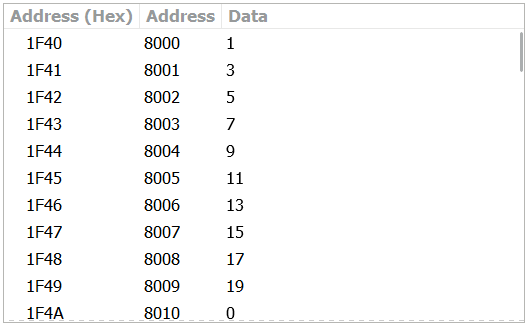 Address (Hex) Address Data
1F40 8000 1
1F41 8001 3
1F42 8002 5
1F43 8003 7
1F44 8004 9
1F45 8005 11
1F46 8006 13
1F47 8007 15
1F48 8008 17
1F49 8009 19
1F4A 8010 0